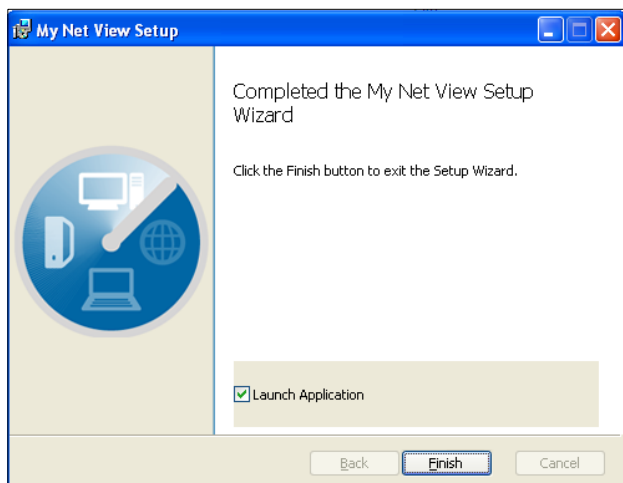 My Net View Setup
Completed the My Net View Setup
Wizard
Click the Finish button to exit the Setup Wizard.
Launch Application
Back
Finish
Cancel